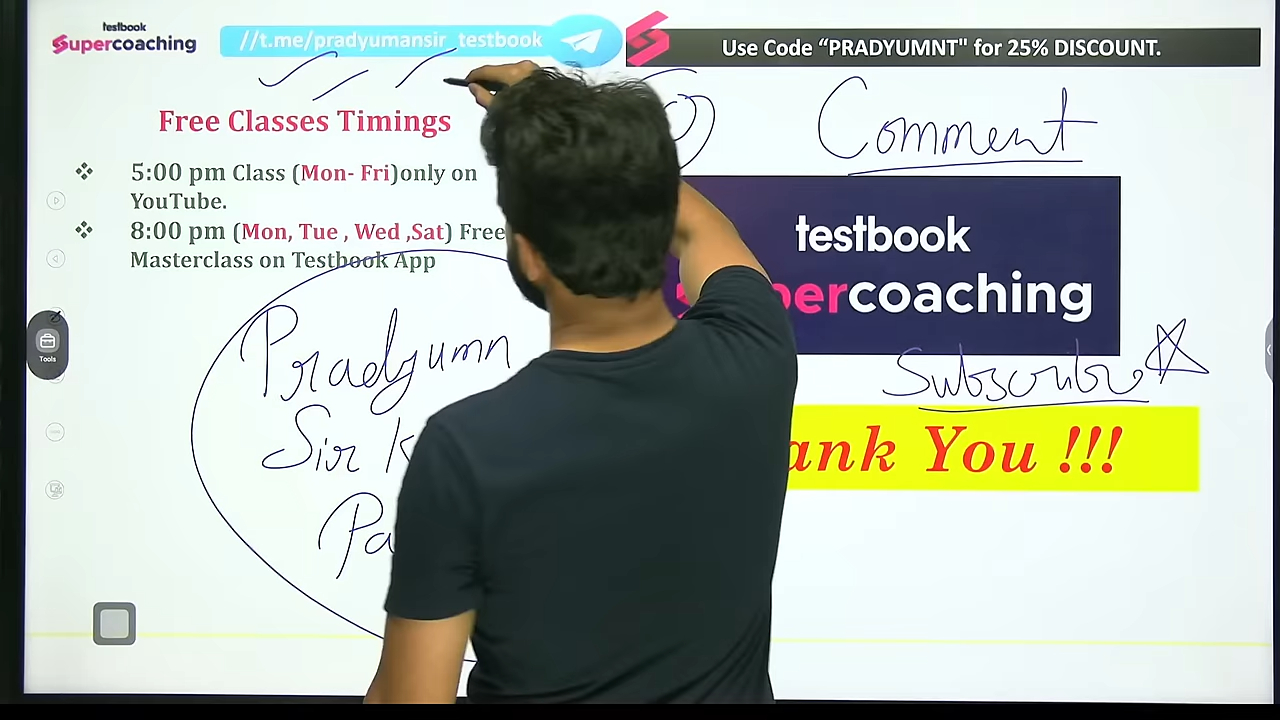 testbook
Supercoaching
//t.me/pradyumansir_testbook
Use Code “PRADYUMNT" for 25% DISCOUNT.
Free Classes Timings
5:00 pm Class (Mon- Fri)only on
YouTube.
8:00 pm (Mon, Tue , Wed ,Sat) Free
Masterclass on Testbook App
Pradyumn
Sir
Comment
testbook
ercoaching
Subscribe
ank You !!!
Tools